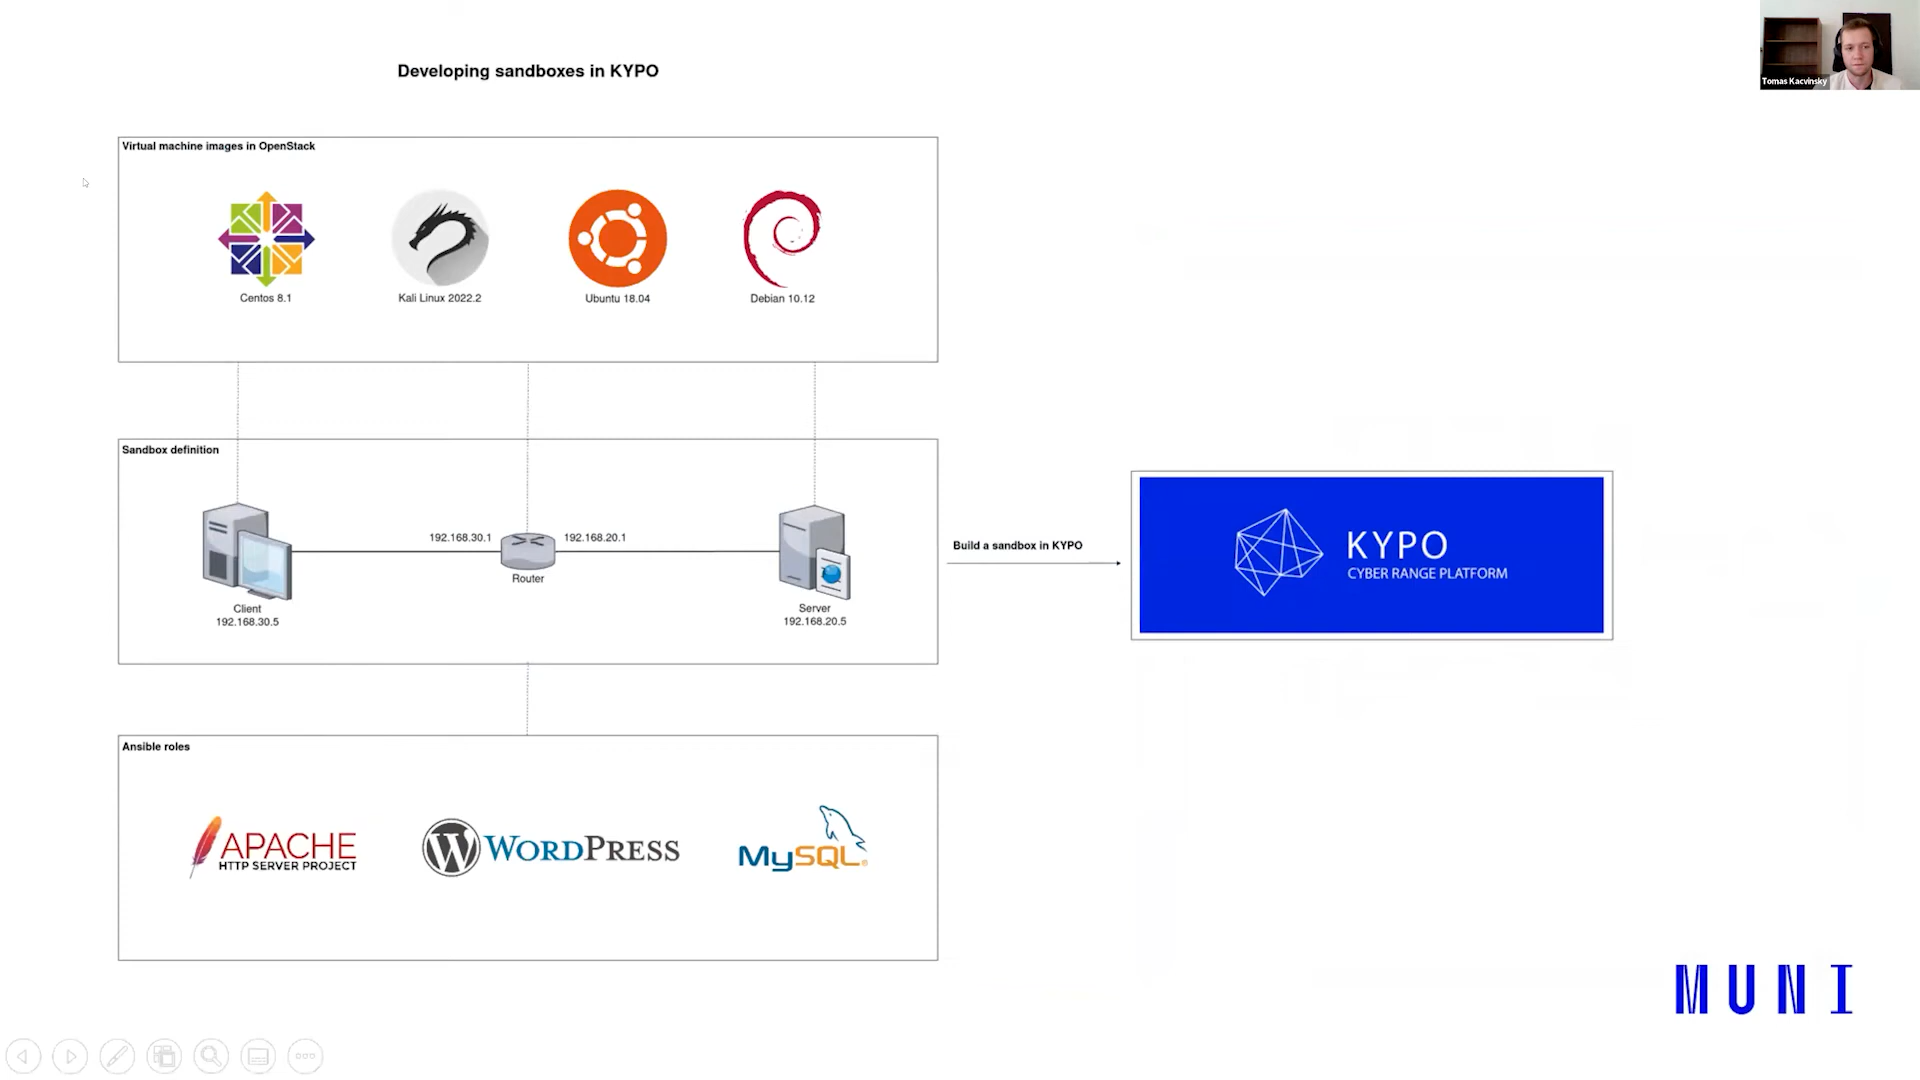 Developing sandboxes in KYPO
Tomas Kacvinsky
Virtual machine images in OpenStack
Centos 8.1
Kali Linux 2022.2
Ubuntu 18.04
Debian 10.12
Sandbox definition
192.168.30.1
192.168.20.1
Router
Client
192.168.30.5
Server
192.168.20.5
Build a sandbox in KYPO
KYPO
CYBER RANGE PLATFORM
Ansible roles
APACHE
HTTP SERVER PROJECT
WORDPRESS
MySQL®
MUNI